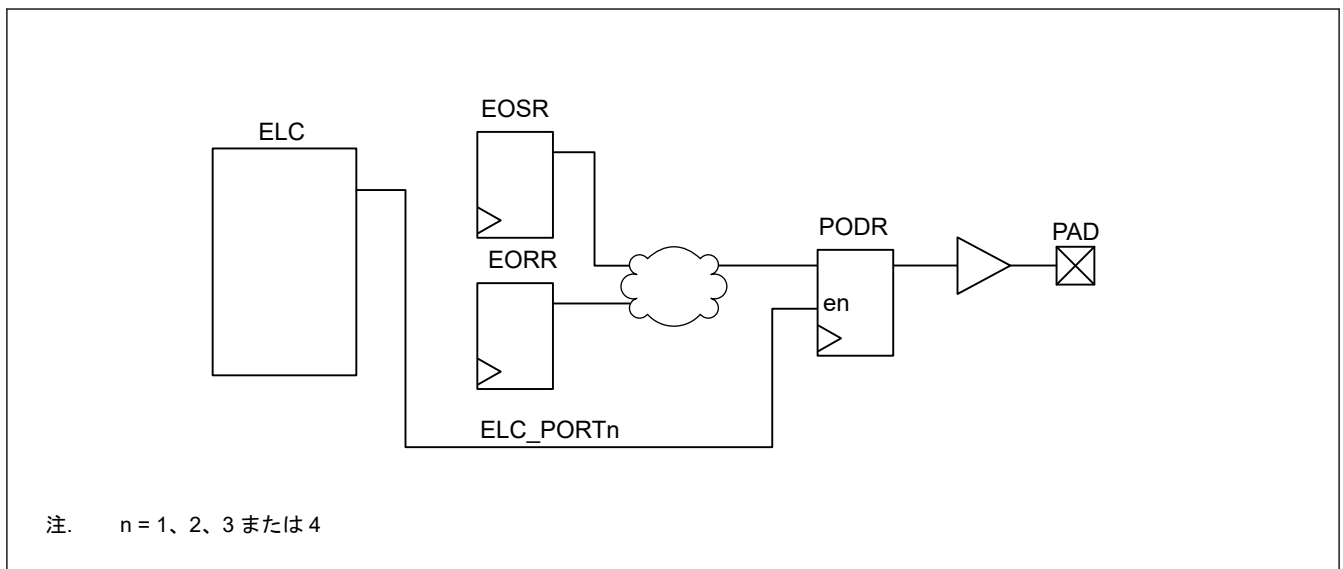 ELC
EOSR
EORR
PODR
en
PAD
ELC_PORTn
注. n = 1、2、3 または 4